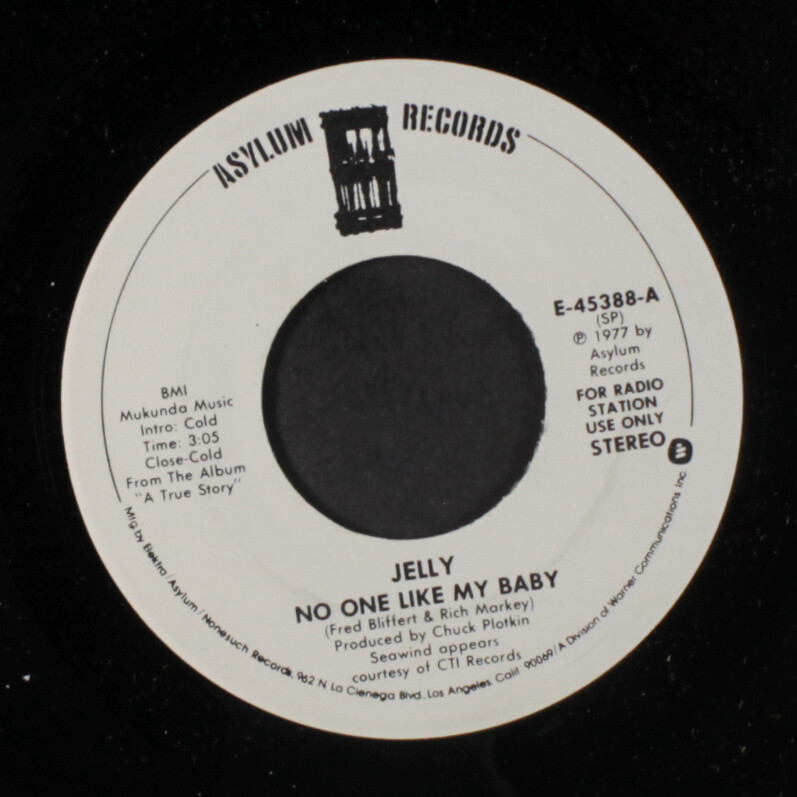 ASYLUM RECORDS
E-45388-A
(SP)
℗ 1977 by
Asylum
Records
FOR RADIO
STATION
USE ONLY
STEREO
BMI
Mukunda Music
Intro: Cold
Time: 3:05
Close-Cold
From The Album
"A True Story"
JELLY
NO ONE LIKE MY BABY
(Fred Bliffert & Rich Markey)
Produced by Chuck Plotkin
Seawind appears
courtesy of CTI Records
Mfg by Elektra/Asylum/Nonesuch Records, 962 N. La Cienega Blvd., Los Angeles, Calif. 90069/A Division of Warner Communications Inc.